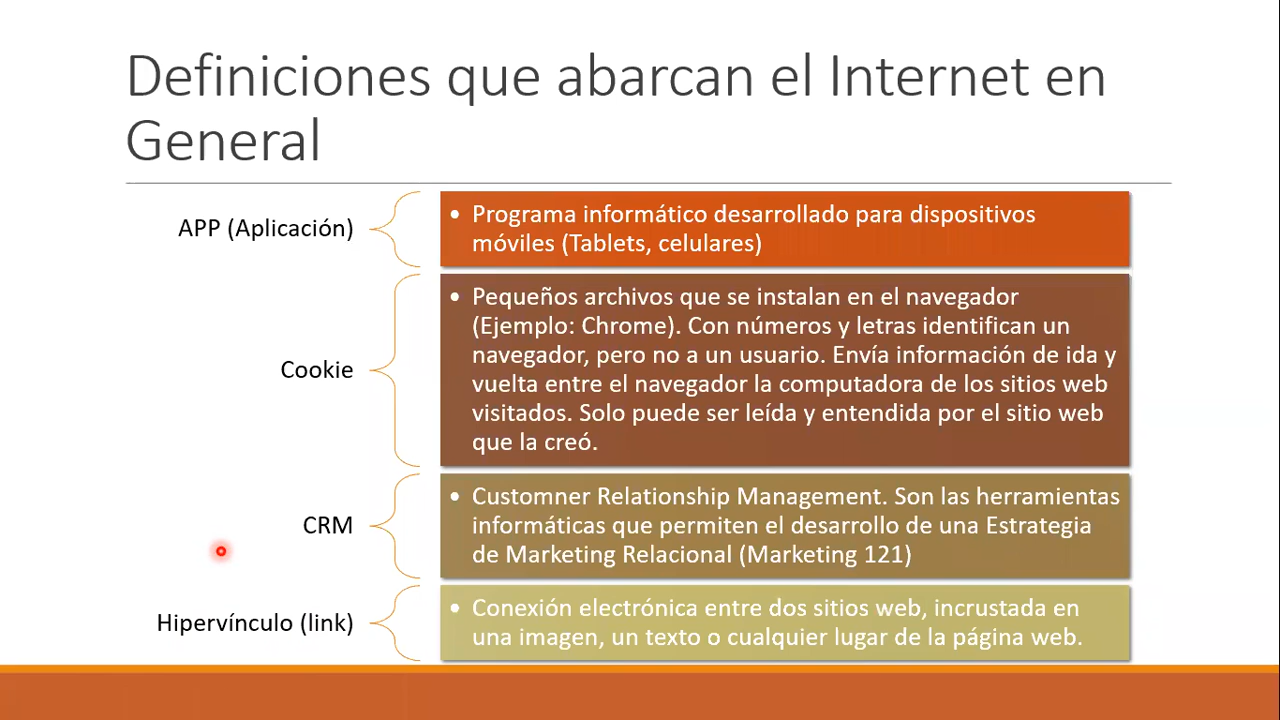 Definiciones que abarcan el Internet en
General
APP (Aplicación)
• Programa informático desarrollado para dispositivos
móviles (Tablets, celulares)
Cookie
• Pequeños archivos que se instalan en el navegador
(Ejemplo: Chrome). Con números y letras identifican un
navegador, pero no a un usuario. Envía información de ida y
vuelta entre el navegador la computadora de los sitios web
visitados. Solo puede ser leída y entendida por el sitio web
que la creó.
CRM
• Customner Relationship Management. Son las herramientas
informáticas que permiten el desarrollo de una Estrategia
de Marketing Relacional (Marketing 121)
Hipervínculo (link)
• Conexión electrónica entre dos sitios web, incrustada en
una imagen, un texto o cualquier lugar de la página web.